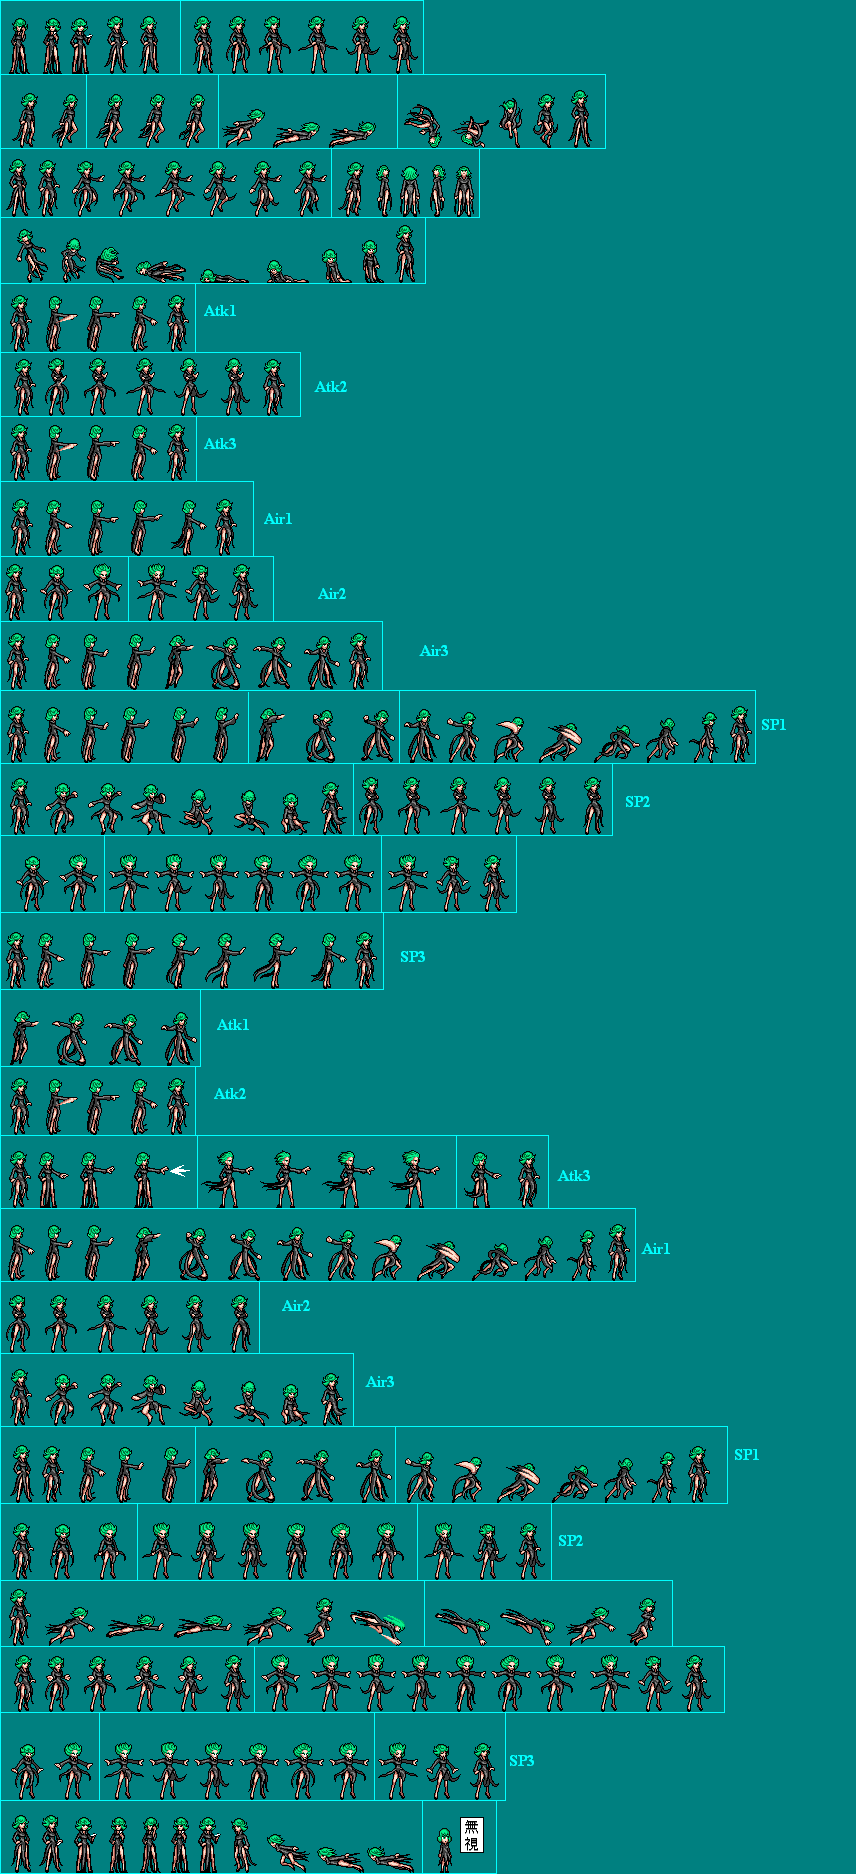 Atk1
Atk2
Atk3
Air1
Air2
Air3
SP1
SP2
SP3
Atk1
Atk2
Atk3
Air1
Air2
Air3
SP1
SP2
SP3
無
視